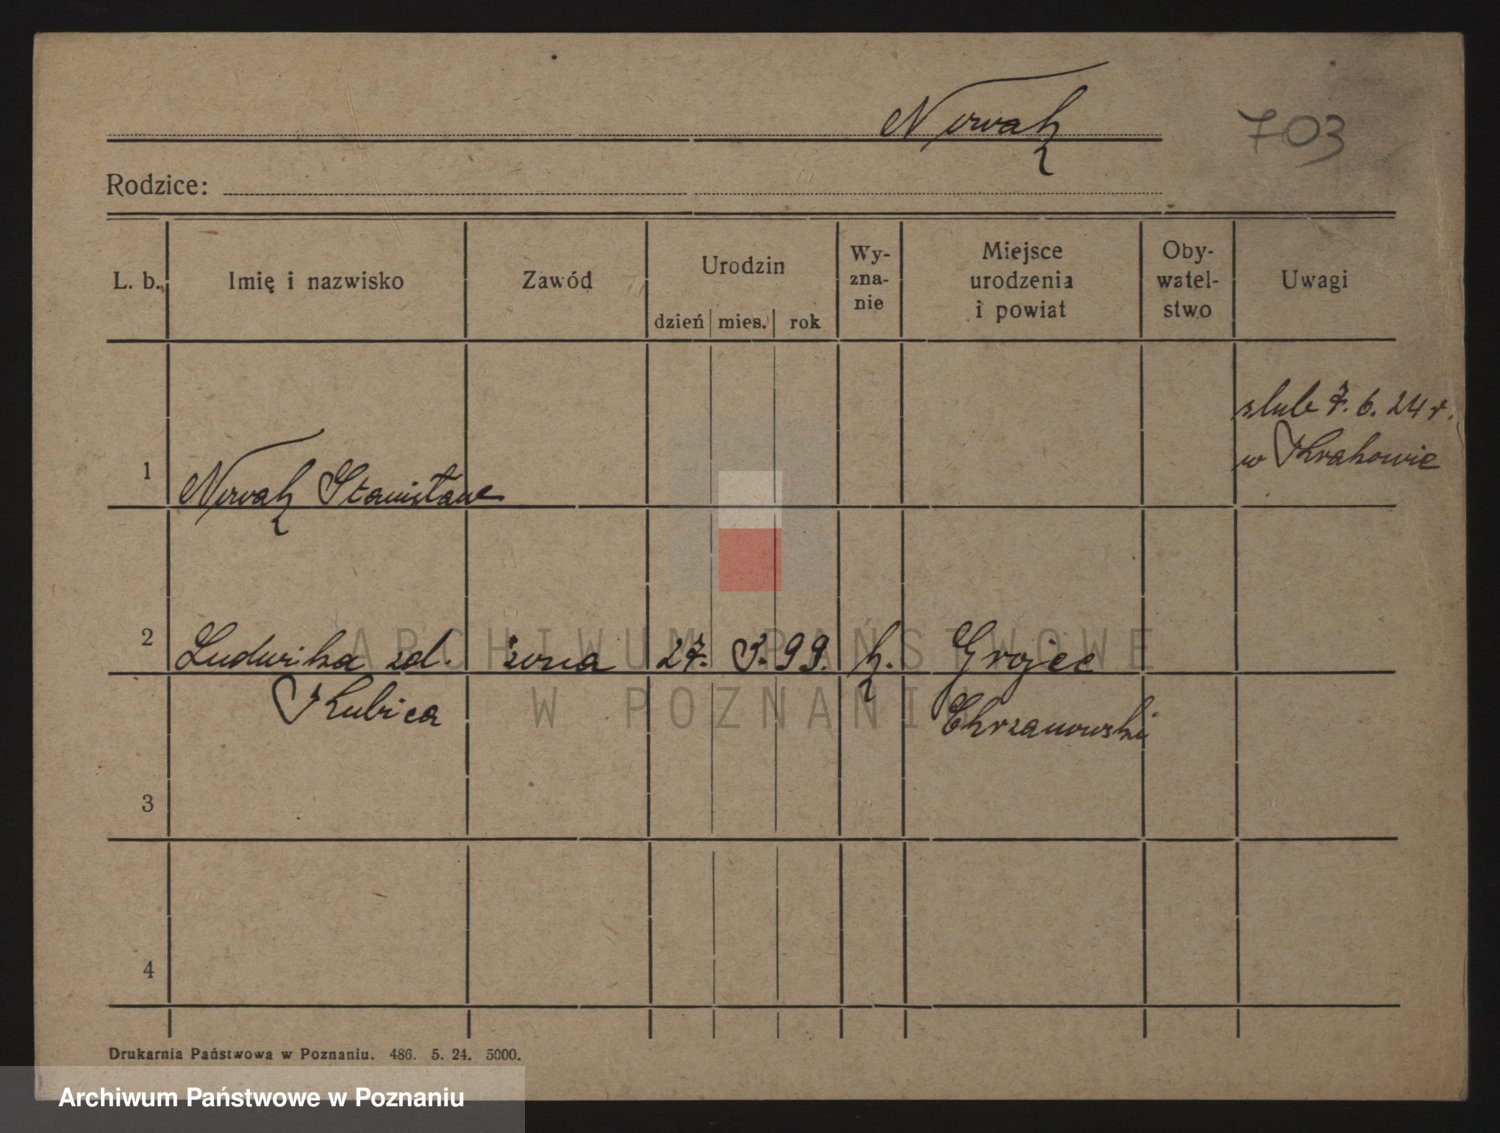 Nowak
703
Rodzice:
L. b. Imię i nazwisko Zawód Urodzin dzień mies. rok Wy-zna-nie Miejsce urodzenia i powiat Oby-watel-stwo Uwagi
ślub 7. 6. 24 r.
w Krakowie
1 Nowak Stanisław
2 Ludwika zd. żona 27. 3. 99. k. Grojec
Kubica Chrzanowski
3
4
ARCHIWUM PAŃSTWOWE
W POZNANIU
Drukarnia Państwowa w Poznaniu. 486. 5. 24. 5000.
Archiwum Państwowe w Poznaniu